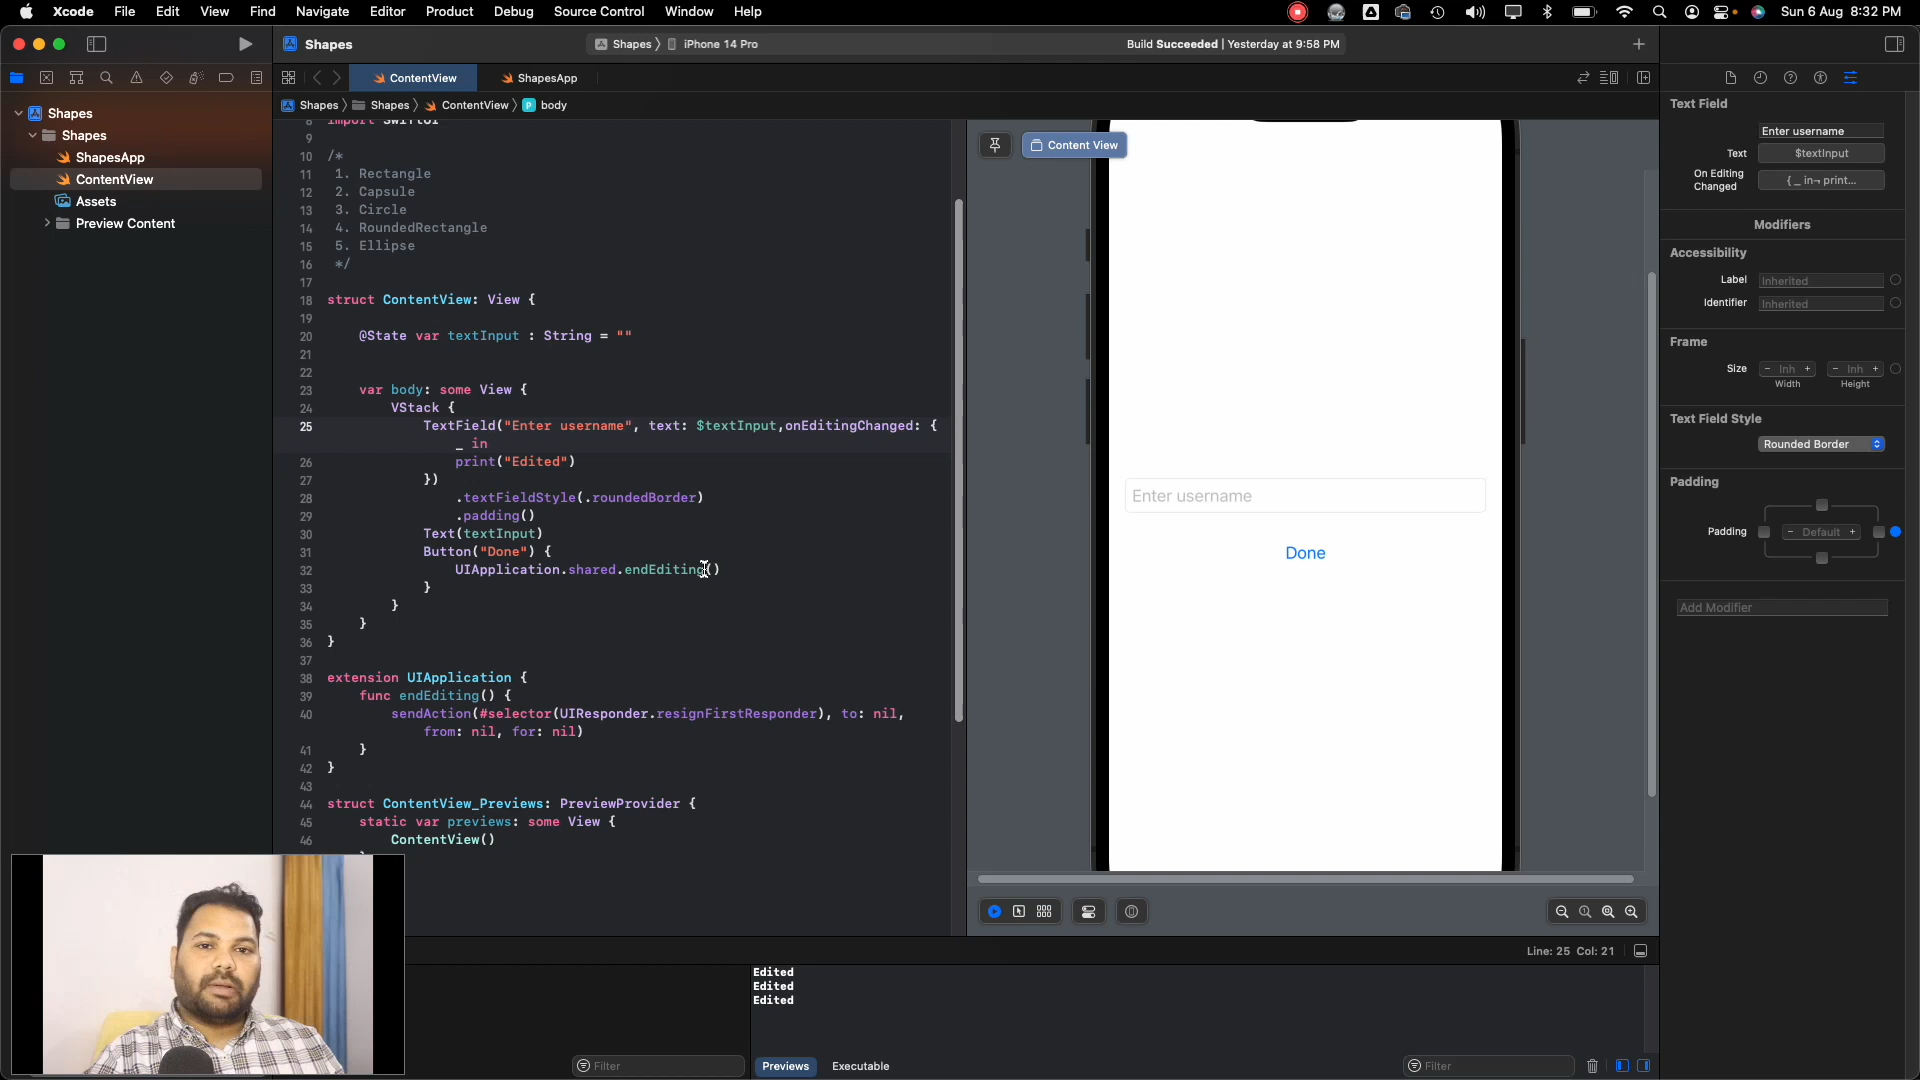 Xcode File Edit View Find Navigate Editor Product Debug Source Control Window Help
Sun 6 Aug 8:32 PM
Shapes
Shapes 〉 iPhone 14 Pro
Build Succeeded | Yesterday at 9:58 PM
ContentView
ShapesApp
Shapes 〉 Shapes 〉 ContentView 〉 P body
Shapes
Shapes
ShapesApp
ContentView
Assets
Preview Content
8 import SwiftUI
9
10 /*
11 1. Rectangle
12 2. Capsule
13 3. Circle
14 4. RoundedRectangle
15 5. Ellipse
16 */
17
18 struct ContentView: View {
19
20 @State var textInput : String = ""
21
22
23 var body: some View {
24 VStack {
25 TextField("Enter username", text: $textInput,onEditingChanged: {
_ in
26 print("Edited")
27 })
28 .textFieldStyle(.roundedBorder)
29 .padding()
30 Text(textInput)
31 Button("Done") {
32 UIApplication.shared.endEditing()
33 }
34 }
35 }
36 }
37
38 extension UIApplication {
39 func endEditing() {
40 sendAction(#selector(UIResponder.resignFirstResponder), to: nil,
from: nil, for: nil)
41 }
42 }
43
44 struct ContentView_Previews: PreviewProvider {
45 static var previews: some View {
46 ContentView()
Content View
Enter username
Done
Line: 25 Col: 21
Edited
Edited
Edited
Filter
Previews
Executable
Filter
Text Field
Enter username
Text $textInput
On Editing
Changed
{ _ in¬ print...
Modifiers
Accessibility
Label Inherited
Identifier Inherited
Frame
Size − Inh + − Inh +
Width Height
Text Field Style
Rounded Border
Padding
Padding − Default +
Add Modifier